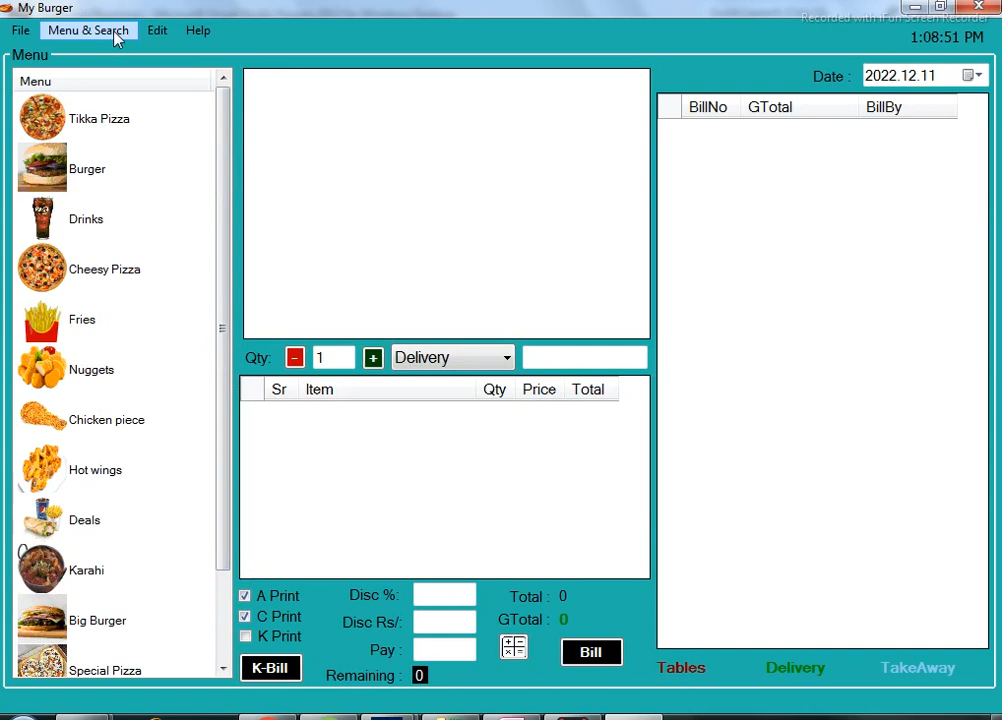 My Burger
Recorded with iFun Screen Recorder
File Menu & Search Edit Help
1:08:51 PM
Menu
Date : 2022.12.11
Menu
Tikka Pizza
Burger
Drinks
Cheesy Pizza
Fries
Nuggets
Chicken piece
Hot wings
Deals
Karahi
Big Burger
Special Pizza
Qty: - 1 + Delivery
Sr Item Qty Price Total
A Print
C Print
K Print
K-Bill
Disc %:
Disc Rs/:
Pay :
Remaining : 0
Total : 0
GTotal : 0
Bill
BillNo GTotal BillBy
Tables Delivery TakeAway